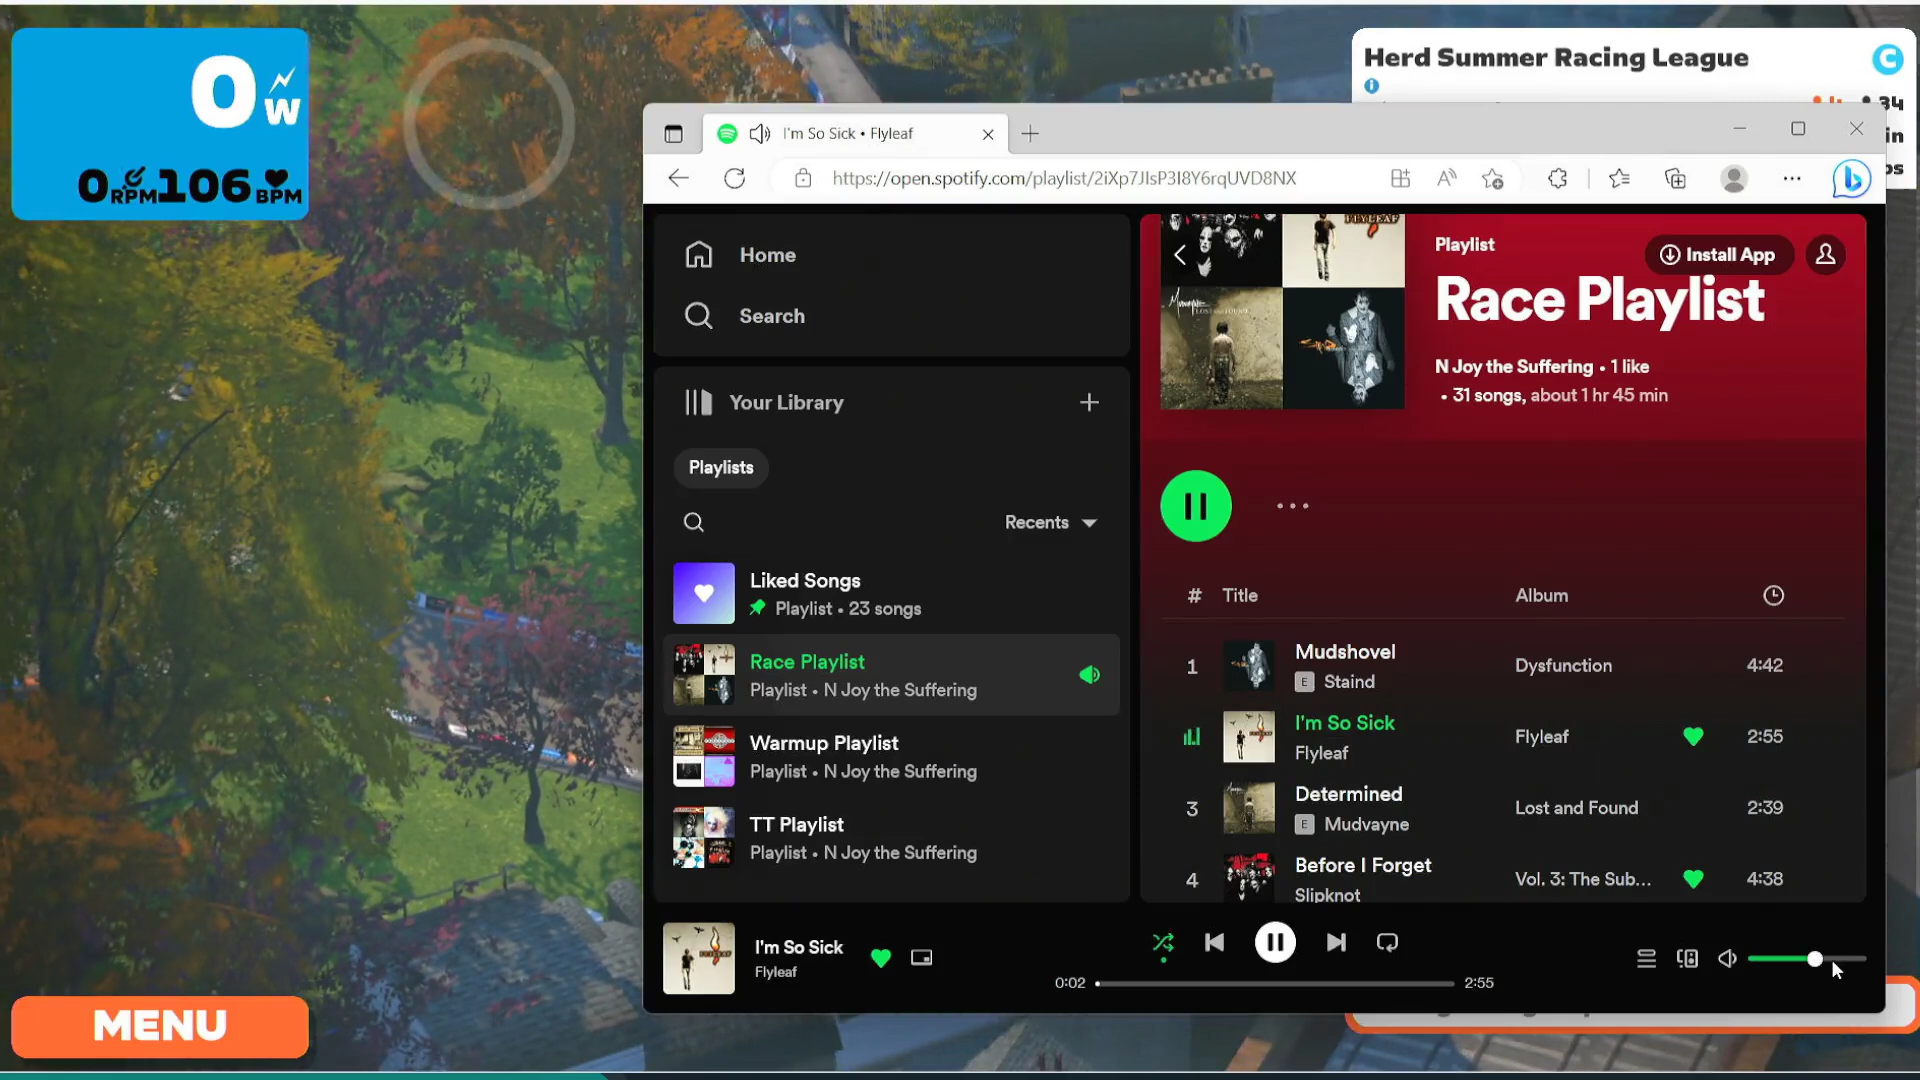 0 W
0 RPM 106 BPM
MENU
Herd Summer Racing League
C
34
in
os
I'm So Sick • Flyleaf
https://open.spotify.com/playlist/2iXp7JIsP3I8Y6rqUVD8NX
Home
Search
Your Library
Playlists
Recents
Liked Songs
Playlist • 23 songs
Race Playlist
Playlist • N Joy the Suffering
Warmup Playlist
Playlist • N Joy the Suffering
TT Playlist
Playlist • N Joy the Suffering
FLYLEAF
Playlist
Install App
Race Playlist
N Joy the Suffering • 1 like
• 31 songs, about 1 hr 45 min
# Title Album
1 Mudshovel Dysfunction 4:42
E Staind
I'm So Sick Flyleaf 2:55
Flyleaf
3 Determined Lost and Found 2:39
E Mudvayne
4 Before I Forget Vol. 3: The Sub... 4:38
Slipknot
I'm So Sick
Flyleaf
0:02 2:55